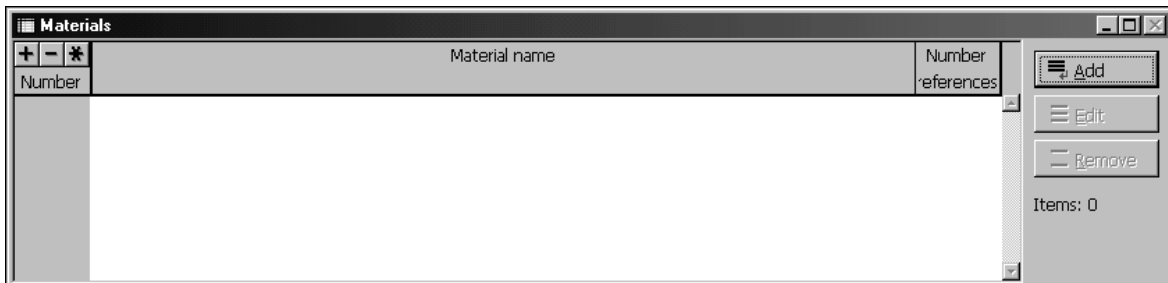 Materials
+ - *
Material name
Number
Number
references
Add
Edit
Remove
Items: 0